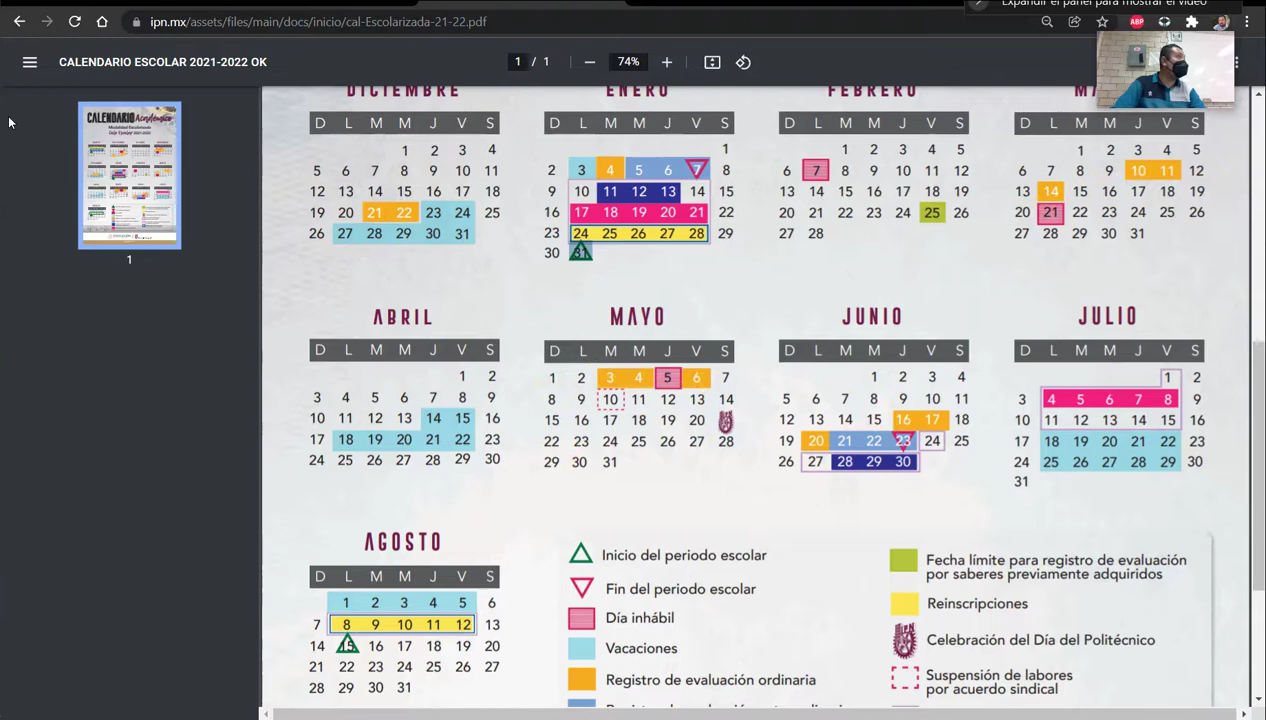 Expandir el panel para mostrar el video
ipn.mx/assets/files/main/docs/inicio/cal-Escolarizada-21-22.pdf
ABP
CALENDARIO ESCOLAR 2021-2022 OK
1 / 1
74%
CALENDARIO Académico
1
DICIEMBRE
D L M M J V S
1 2 3 4
5 6 7 8 9 10 11
12 13 14 15 16 17 18
19 20 21 22 23 24 25
26 27 28 29 30 31
ENERO
D L M M J V S
1
2 3 4 5 6 7 8
9 10 11 12 13 14 15
16 17 18 19 20 21 22
23 24 25 26 27 28 29
30 31
FEBRERO
D L M M J V S
1 2 3 4 5
6 7 8 9 10 11 12
13 14 15 16 17 18 19
20 21 22 23 24 25 26
27 28
D L M M J V S
1 2 3 4 5
6 7 8 9 10 11 12
13 14 15 16 17 18 19
20 21 22 23 24 25 26
27 28 29 30 31
ABRIL
D L M M J V S
1 2
3 4 5 6 7 8 9
10 11 12 13 14 15 16
17 18 19 20 21 22 23
24 25 26 27 28 29 30
MAYO
D L M M J V S
1 2 3 4 5 6 7
8 9 10 11 12 13 14
15 16 17 18 19 20
22 23 24 25 26 27 28
29 30 31
JUNIO
D L M M J V S
1 2 3 4
5 6 7 8 9 10 11
12 13 14 15 16 17 18
19 20 21 22 23 24 25
26 27 28 29 30
JULIO
D L M M J V S
1 2
3 4 5 6 7 8 9
10 11 12 13 14 15 16
17 18 19 20 21 22 23
24 25 26 27 28 29 30
31
AGOSTO
D L M M J V S
1 2 3 4 5 6
7 8 9 10 11 12 13
14 15 16 17 18 19 20
21 22 23 24 25 26 27
28 29 30 31
Inicio del periodo escolar
Fin del periodo escolar
Día inhábil
Vacaciones
Registro de evaluación ordinaria
Fecha límite para registro de evaluación
por saberes previamente adquiridos
Reinscripciones
Celebración del Día del Politécnico
Suspensión de labores
por acuerdo sindical